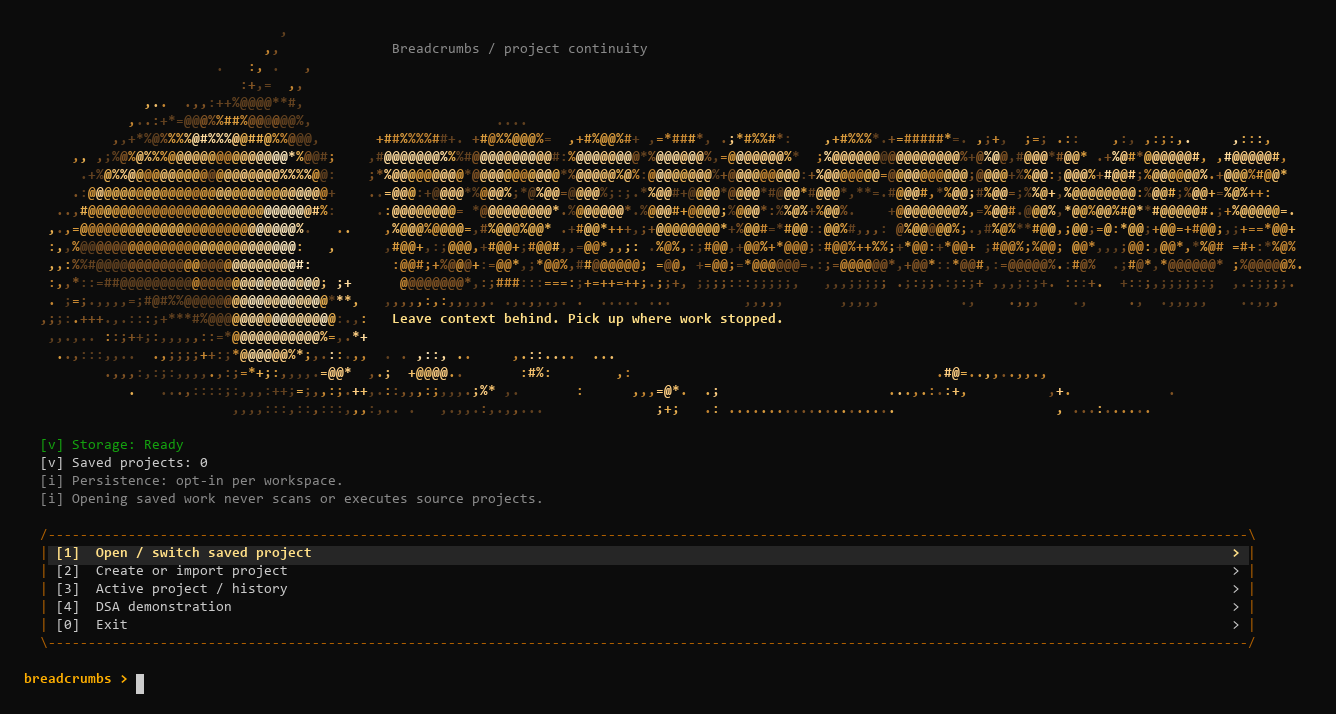 Breadcrumbs / project continuity
Breadcrumbs
Leave context behind. Pick up where work stopped.
[v] Storage: Ready
[v] Saved projects: 0
[i] Persistence: opt-in per workspace.
[i] Opening saved work never scans or executes source projects.
[1] Open / switch saved project >
[2] Create or import project >
[3] Active project / history >
[4] DSA demonstration >
[0] Exit >
breadcrumbs >